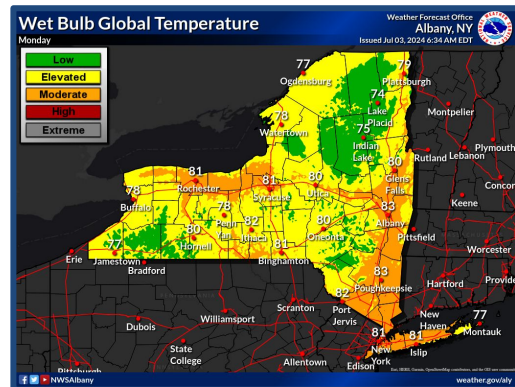 Wet Bulb Global Temperature
Weather Forecast Office
Albany, NY
Issued Jul 03, 2024 6:34 AM EDT
Monday
Low
Elevated
Moderate
High
Extreme
77
Ogdensburg
79
Plattsburgh
74
Lake
Placid
Montpelier
78
Watertown
75
Indian
Lake
Rutland
Lebanon
Plymouth
80
Glens
Falls
Concor
81
Rochester
81
Syracuse
80
Utica
78
Buffalo
78
Penn
Yan
82
Ithaca
80
Oneonta
83
Albany
Keene
80
Hornell
Pittsfield
77
Jamestown
81
Binghamton
Worcester
Erie
Bradford
83
Poughkeepsie
Hartford
Provide
82
Port
Jervis
Scranton
Williamsport
Dubois
New
Haven
77
Montauk
State
College
81
New
York
81
Islip
Allentown
Edison
Pittsburgh
NWSAlbany
weather.gov/aly